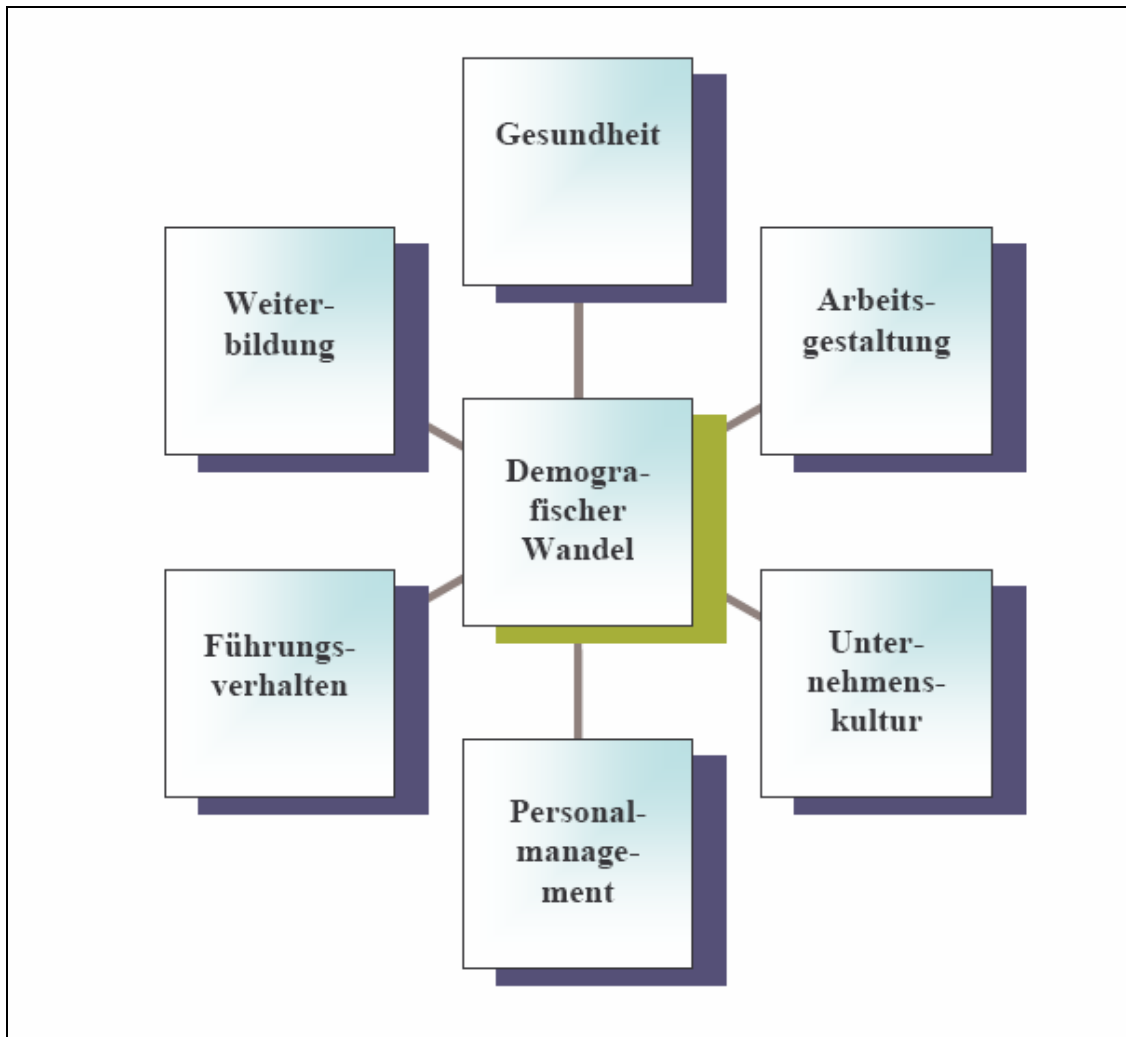 Gesundheit
Weiter-
bildung
Arbeits-
gestaltung
Demogra-
fischer
Wandel
Führungs-
verhalten
Unter-
nehmens-
kultur
Personal-
manage-
ment